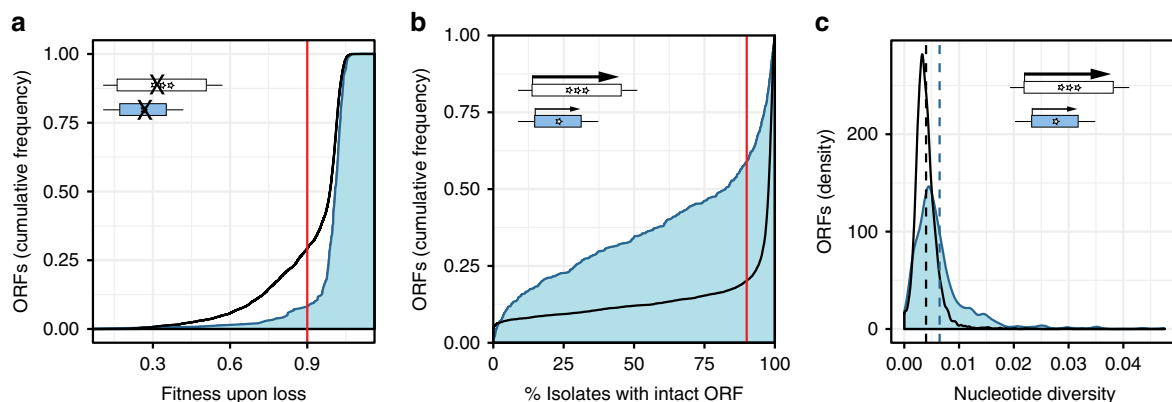 a
ORFs (cumulative frequency)
1.00
0.75
0.50
0.25
0.00
0.3
0.6
0.9
Fitness upon loss
b
ORFs (cumulative frequency)
1.00
0.75
0.50
0.25
0.00
0
25
50
75
100
% Isolates with intact ORF
c
ORFs (density)
200
100
0
0.00
0.01
0.02
0.03
0.04
Nucleotide diversity